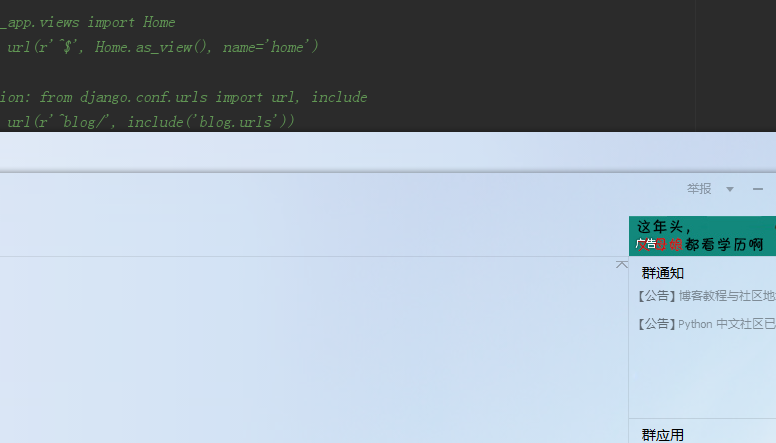 _app.views import Home
url(r'^$', Home.as_view(), name='home')
ion: from django.conf.urls import url, include
url(r'^blog/', include('blog.urls'))
举报
这年头,
广告
都看学历啊
群通知
【公告】博客教程与社区地
【公告】Python 中文社区已
群应用